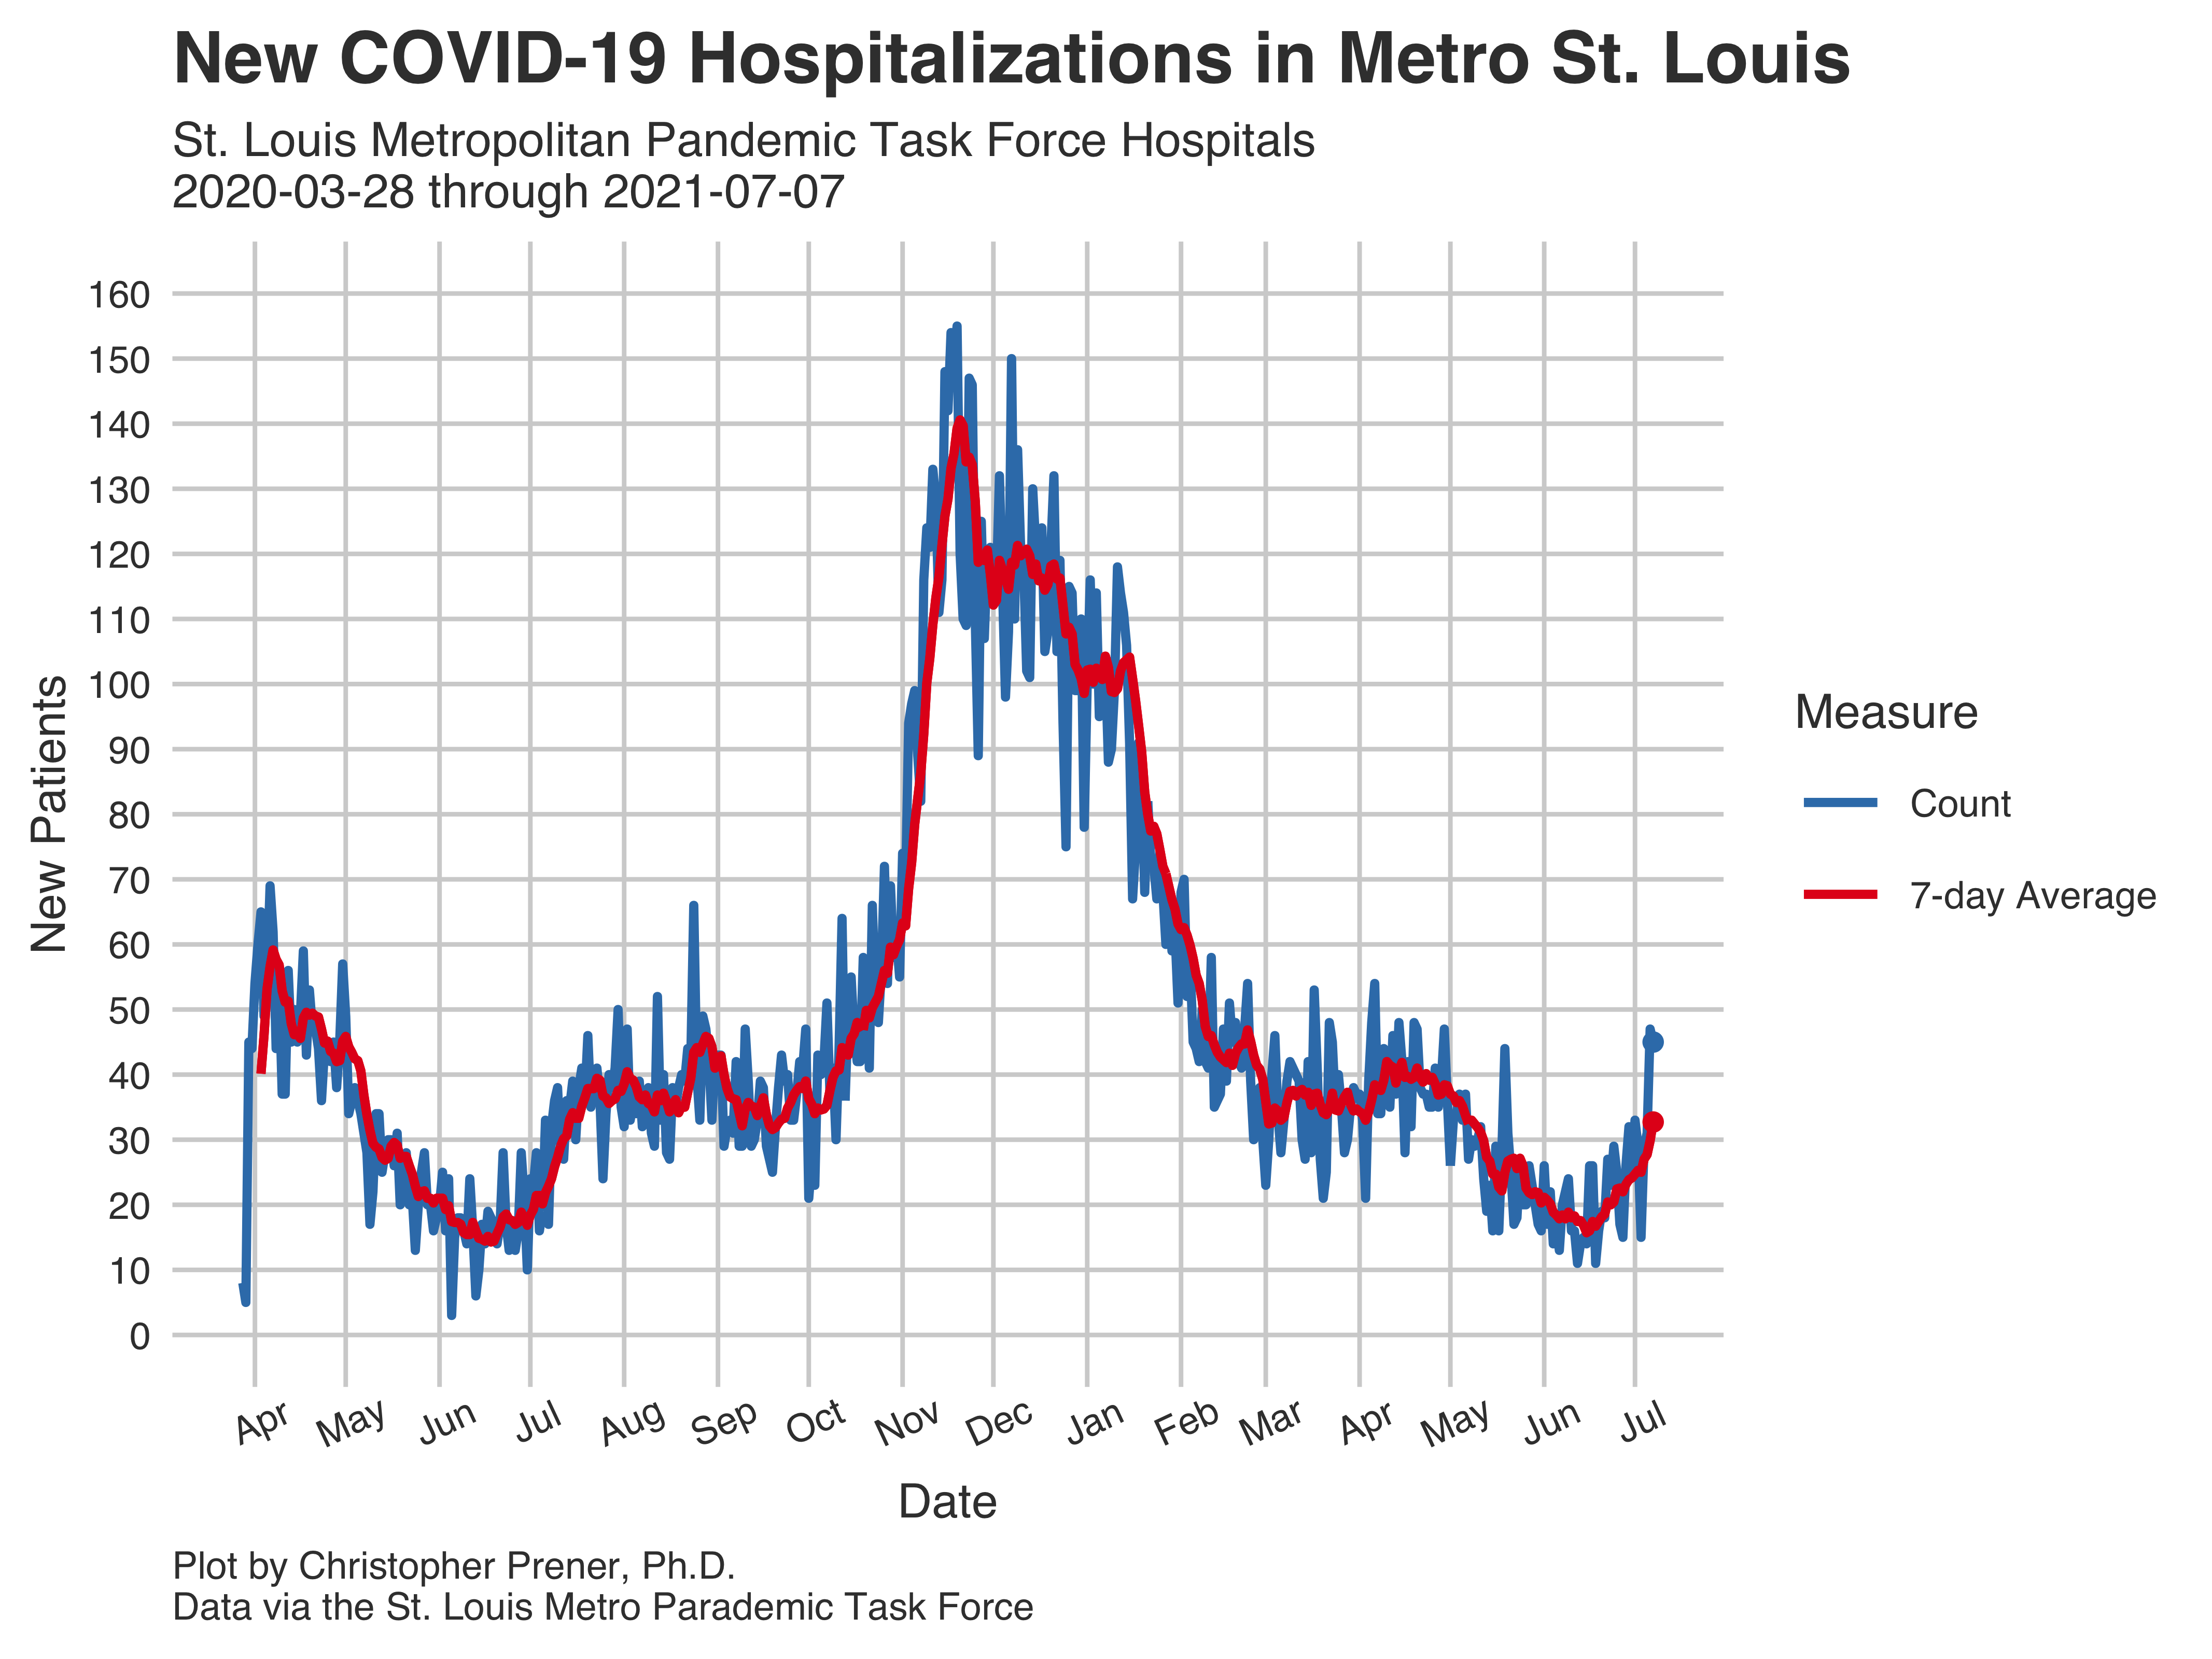 New COVID-19 Hospitalizations in Metro St. Louis
St. Louis Metropolitan Pandemic Task Force Hospitals
2020-03-28 through 2021-07-07
160
150
140
130
120
110
100
90
80
70
60
50
40
30
20
10
0
New Patients
Measure
Count
7-day Average
Apr May Jun Jul Aug Sep Oct Nov Dec Jan Feb Mar Apr May Jun Jul
Date
Plot by Christopher Prener, Ph.D.
Data via the St. Louis Metro Parademic Task Force